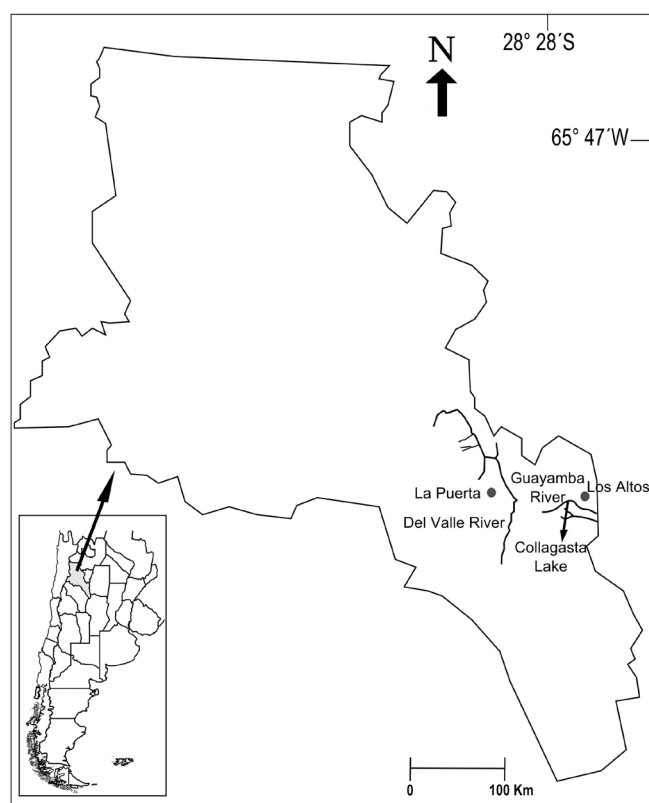 28° 28´S
N
65° 47´W
Guayamba
River
Los Altos
La Puerta
Del Valle River
Collagasta
Lake
0 100 Km